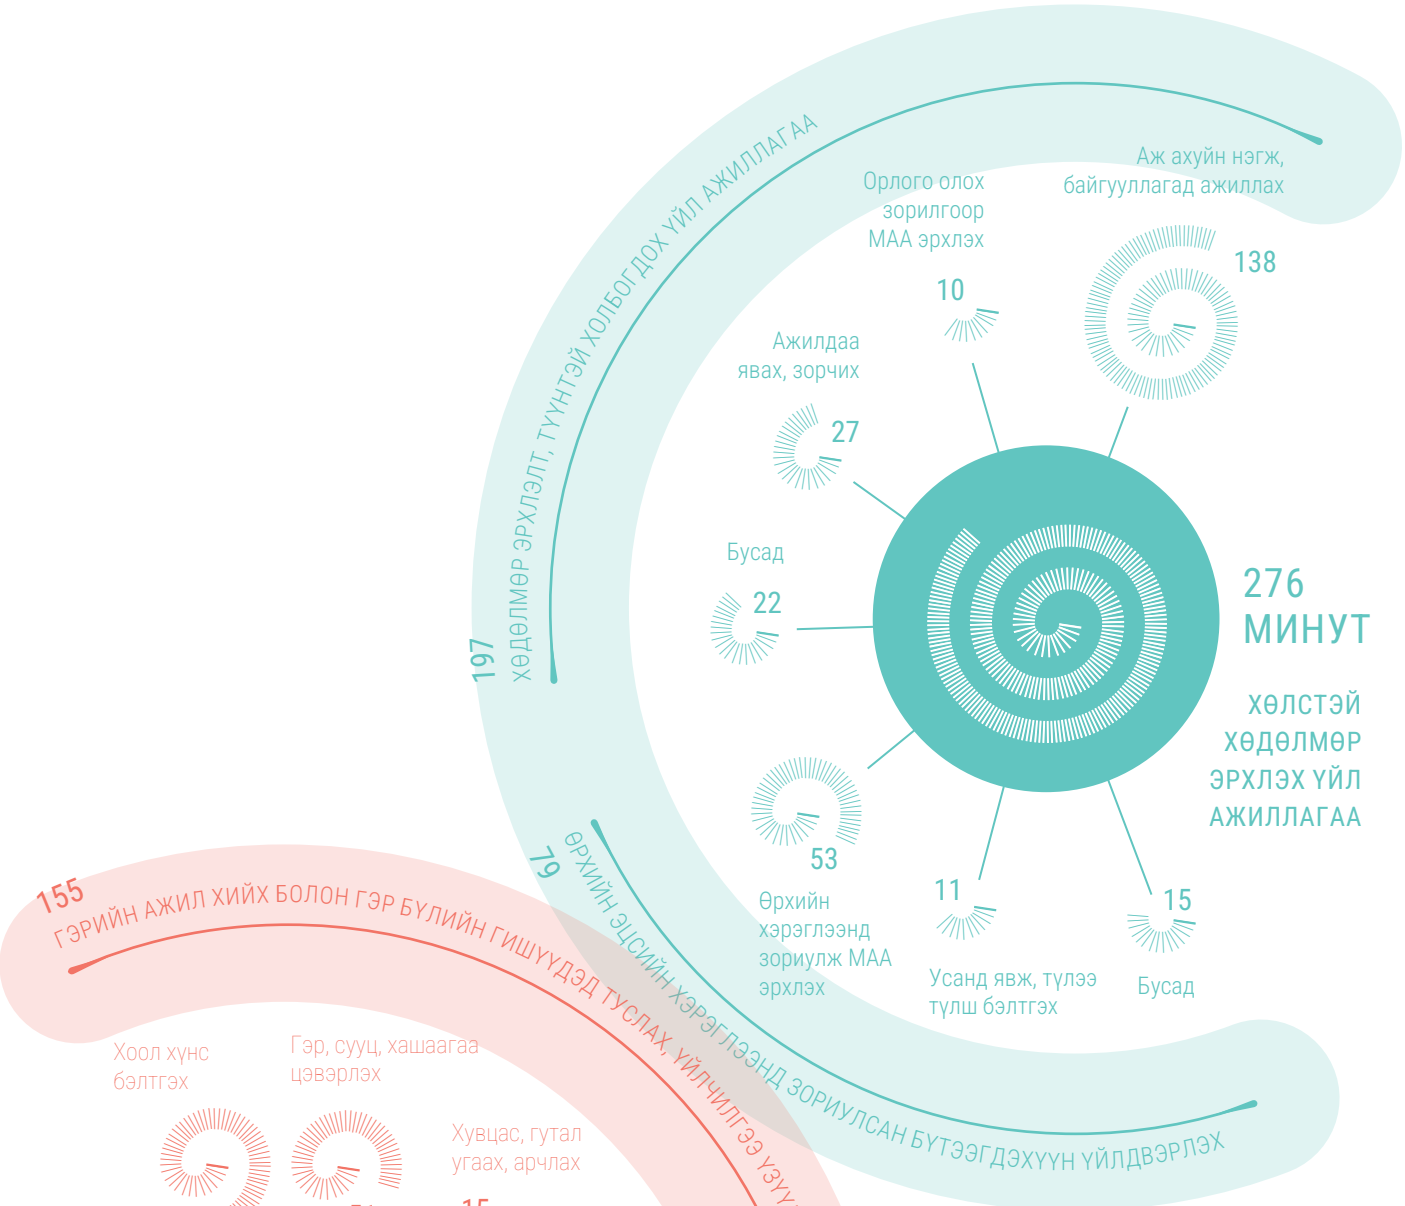 ХӨДӨЛМӨР ЭРХЛЭЛТ, ТҮҮНТЭЙ ХОЛБОГДОХ ҮЙЛ АЖИЛЛАГАА
197
Аж ахуйн нэгж,
байгууллагад ажиллах
138
Орлого олох
зорилгоор
МАА эрхлэх
10
Ажилдаа
явах, зорчих
27
Бусад
22
276
МИНУТ
ХӨЛСТЭЙ
ХӨДӨЛМӨР
ЭРХЛЭХ ҮЙЛ
АЖИЛЛАГАА
79
ӨРХИЙН ЭЦСИЙН ХЭРЭГЛЭЭНД ЗОРИУЛСАН БҮТЭЭГДЭХҮҮН ҮЙЛДВЭРЛЭХ
53
Өрхийн
хэрэглээнд
зориулж МАА
эрхлэх
11
Усанд явж, түлээ
түлш бэлтгэх
15
Бусад
155
ГЭРИЙН АЖИЛ ХИЙХ БОЛОН ГЭР БҮЛИЙН ГИШҮҮДЭД ТУСЛАХ, ҮЙЛЧИЛГЭЭ
Хоол хүнс
бэлтгэх
Гэр, сууц, хашаагаа
цэвэрлэх
Хувцас, гутал
угаах, арчлах
15